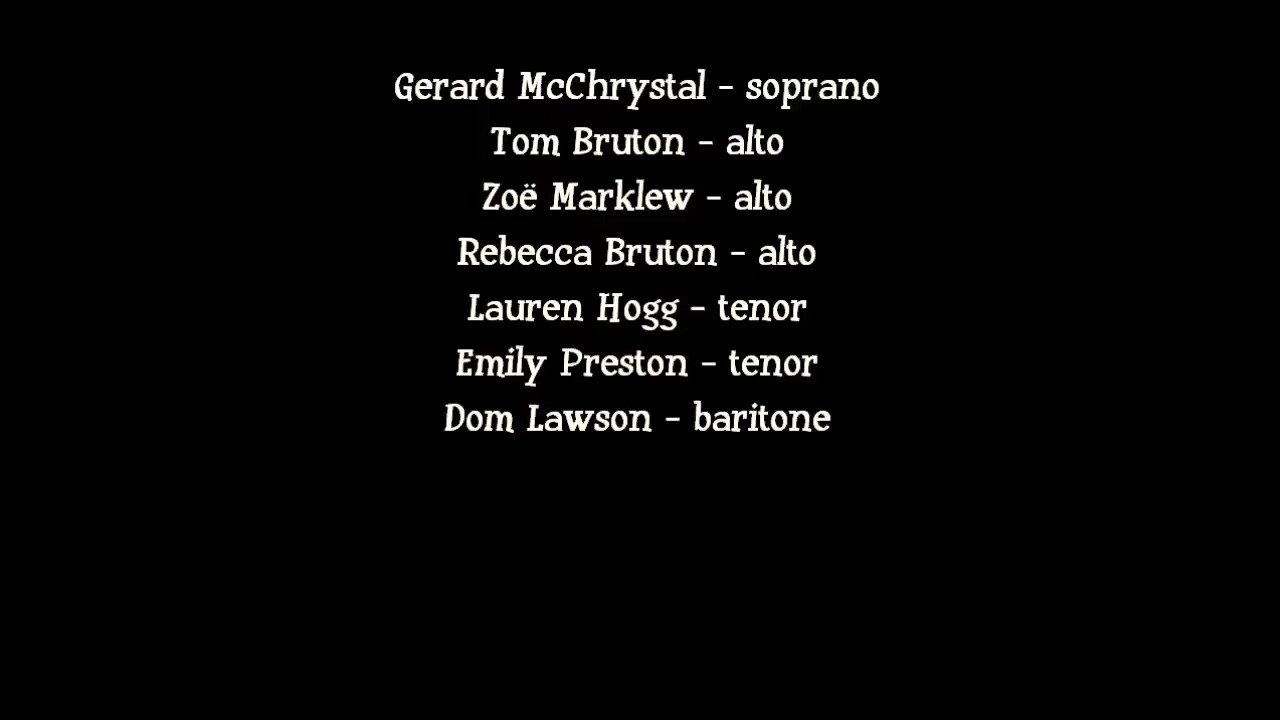 Gerard McChrystal - soprano
Tom Bruton - alto
Zoë Marklew - alto
Rebecca Bruton - alto
Lauren Hogg - tenor
Emily Preston - tenor
Dom Lawson - baritone